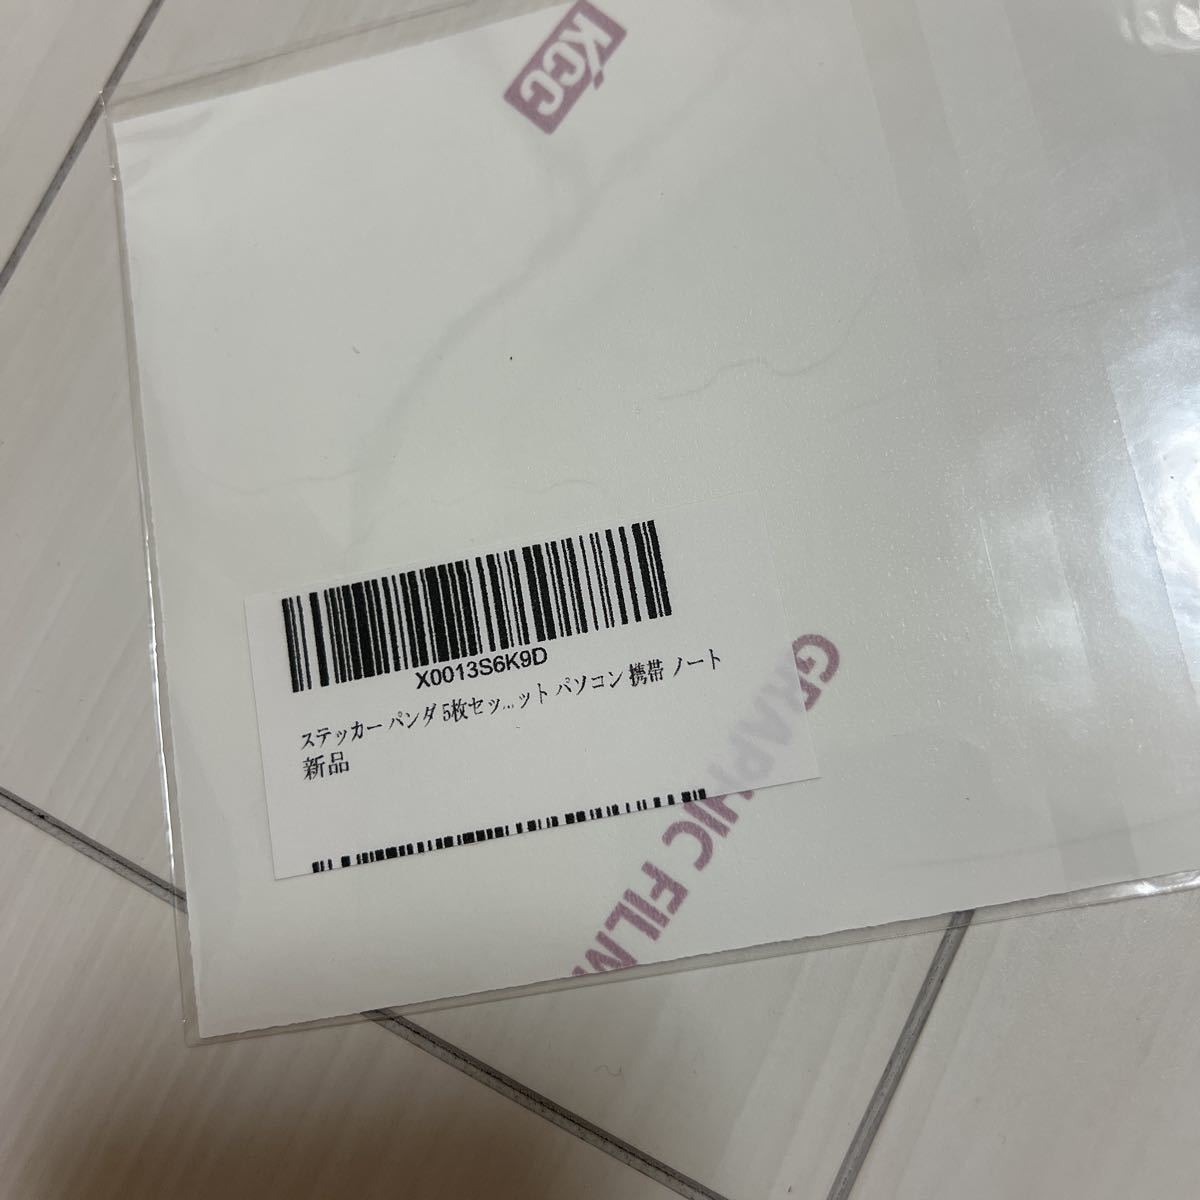 KCC
X0013S6K9D
ステッカー パンダ 5枚セッ...ット パソコン 携帯 ノート
新品
GRAPHIC FILM